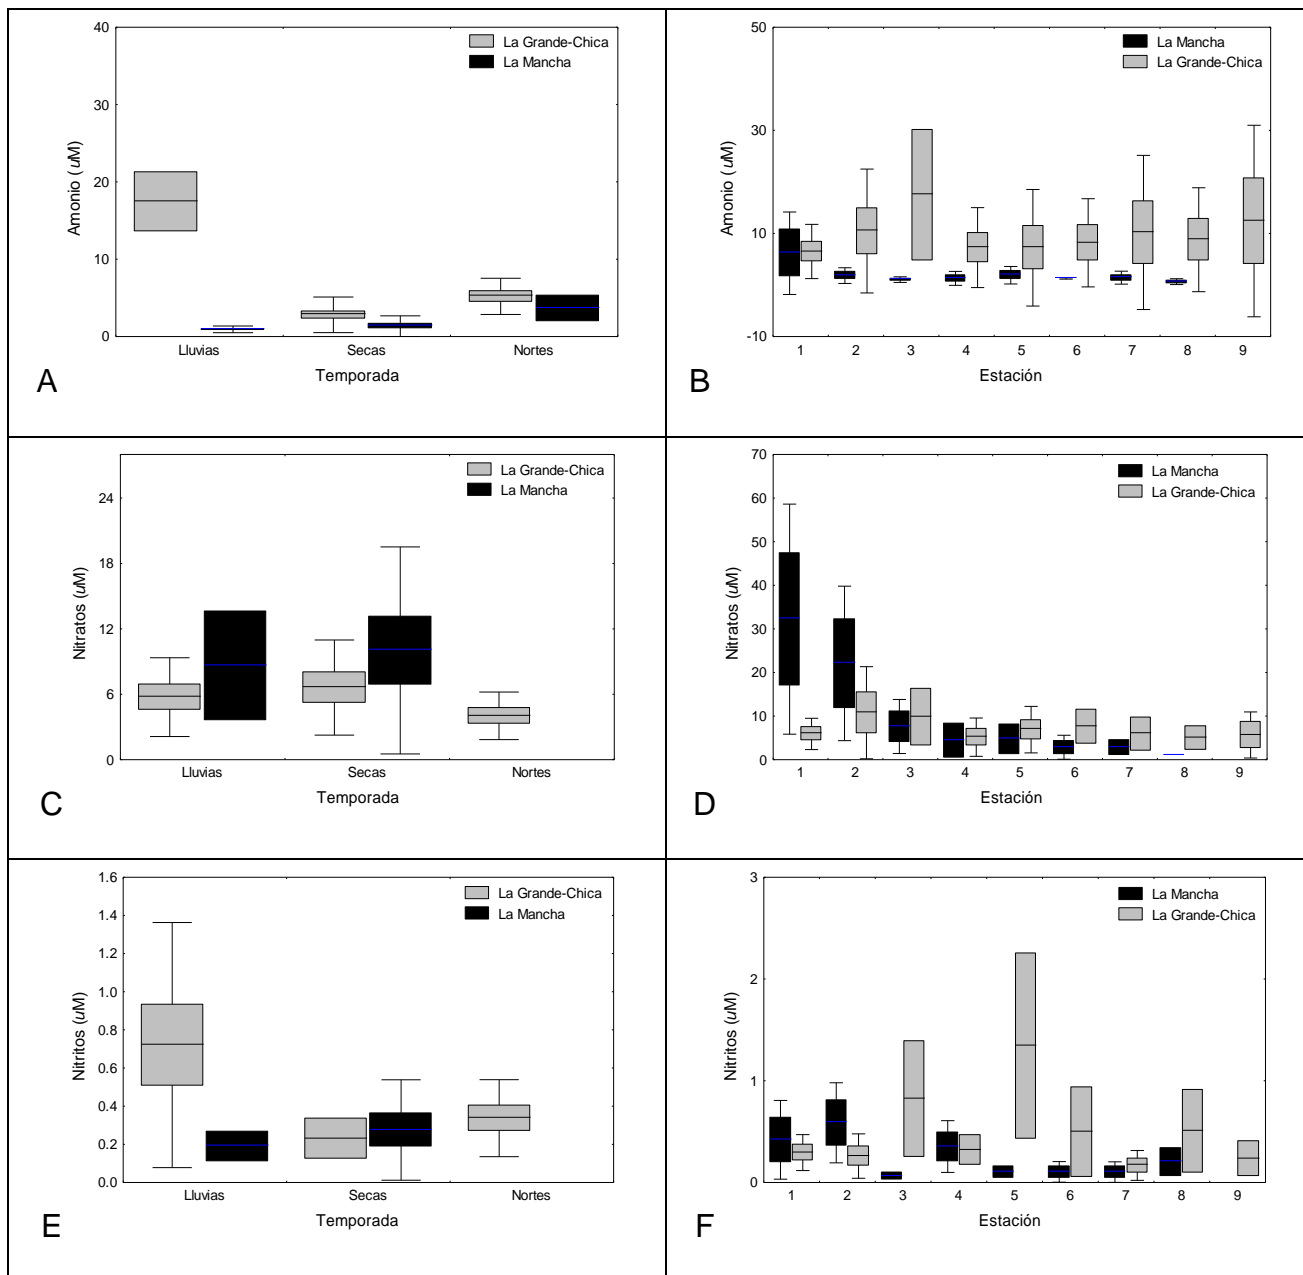 40
30
20
10
0
Amonio (uM)
La Grande-Chica
La Mancha
Lluvias Secas Nortes
Temporada
A
50
30
10
-10
Amonio (uM)
La Mancha
La Grande-Chica
1 2 3 4 5 6 7 8 9
Estación
B
24
18
12
6
0
Nitratos (uM)
La Grande-Chica
La Mancha
Lluvias Secas Nortes
Temporada
C
70
60
50
40
30
20
10
0
Nitratos (uM)
La Mancha
La Grande-Chica
1 2 3 4 5 6 7 8 9
Estación
D
1.6
1.4
1.2
1.0
0.8
0.6
0.4
0.2
0.0
Nitritos (uM)
La Grande-Chica
La Mancha
Lluvias Secas Nortes
Temporada
E
3
2
1
0
Nitritos (uM)
La Mancha
La Grande-Chica
1 2 3 4 5 6 7 8 9
Estación
F